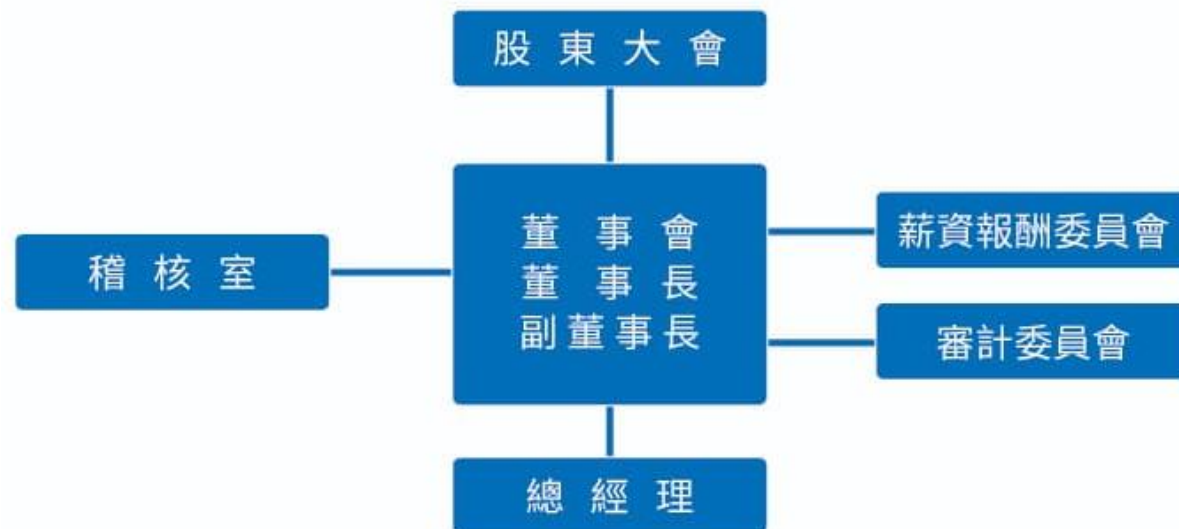 股東大會
董事會
董事長
副董事長
稽核室
薪資報酬委員會
審計委員會
總經理